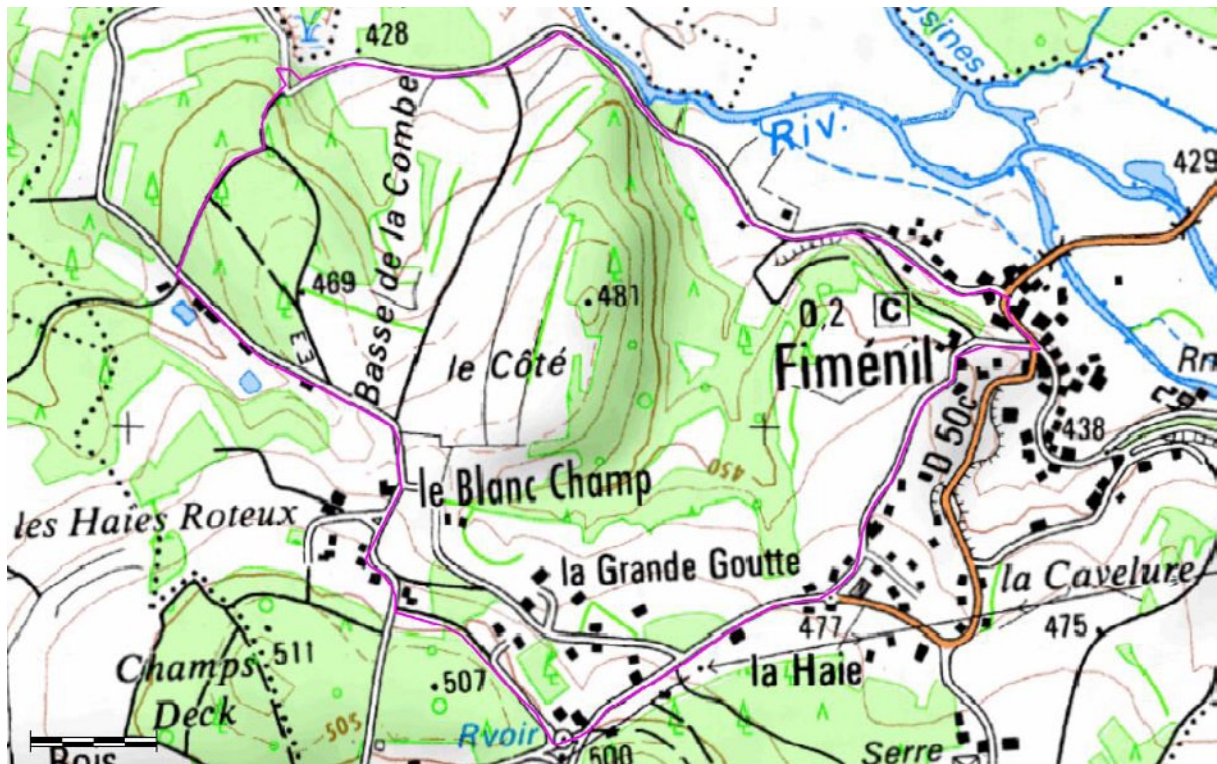 osines
428
Riv.
429
Basse de la Combe
469
481
0,2
C
le Côté
Fiménil
E3
Rn
D 50c
438
450
le Blanc Champ
les Haies Roteux
la Grande Goutte
la Cavelure
477
475
511
la Haie
Champs
Deck
507
505
Rvoir
500
Serre
Bois